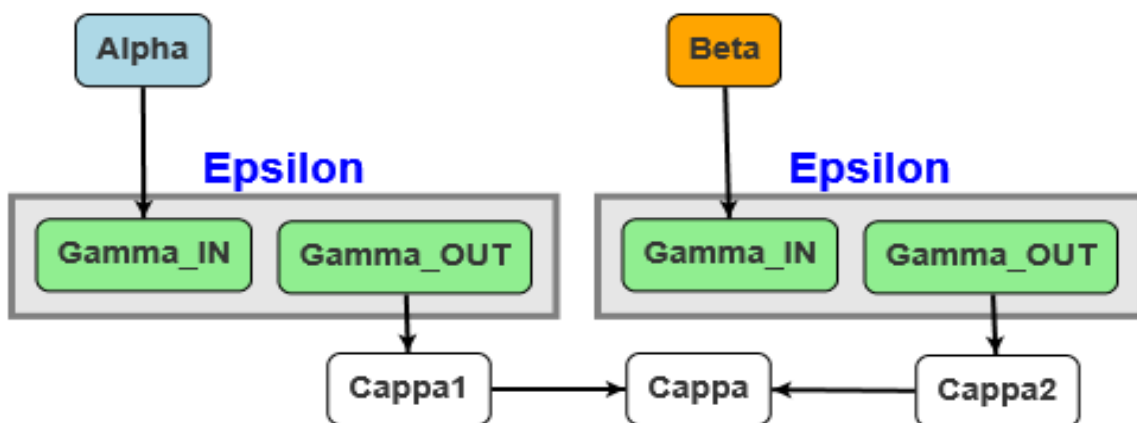 Alpha
Beta
Epsilon
Epsilon
Gamma_IN
Gamma_OUT
Gamma_IN
Gamma_OUT
Cappa1
Cappa
Cappa2